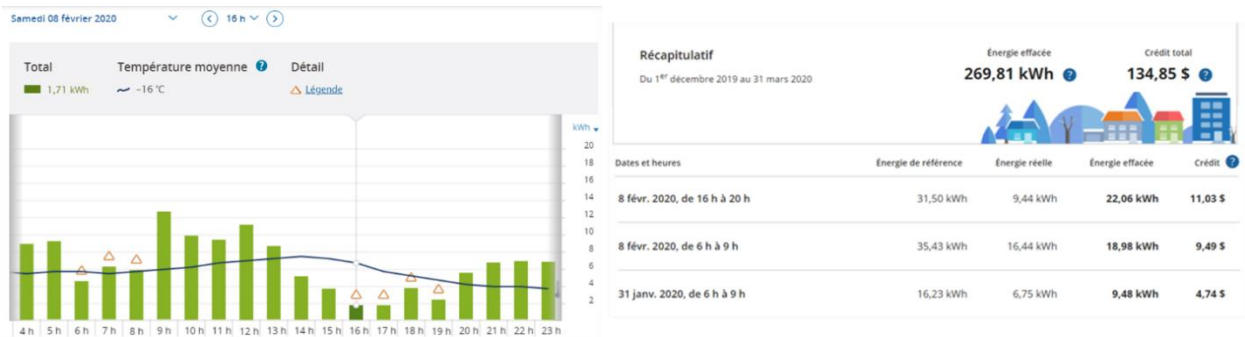 Samedi 08 février 2020
16 h
Total
Température moyenne ?
Détail
1,71 kWh
-16 °C
Légende
kWh
20
18
16
14
12
10
8
6
4
2
4 h 5 h 6 h 7 h 8 h 9 h 10 h 11 h 12 h 13 h 14 h 15 h 16 h 17 h 18 h 19 h 20 h 21 h 22 h 23 h
Récapitulatif
Du 1er décembre 2019 au 31 mars 2020
Énergie effacée
269,81 kWh ?
Crédit total
134,85 $ ?
Dates et heures Énergie de référence Énergie réelle Énergie effacée Crédit ?
8 févr. 2020, de 16 h à 20 h 31,50 kWh 9,44 kWh 22,06 kWh 11,03 $
8 févr. 2020, de 6 h à 9 h 35,43 kWh 16,44 kWh 18,98 kWh 9,49 $
31 janv. 2020, de 6 h à 9 h 16,23 kWh 6,75 kWh 9,48 kWh 4,74 $